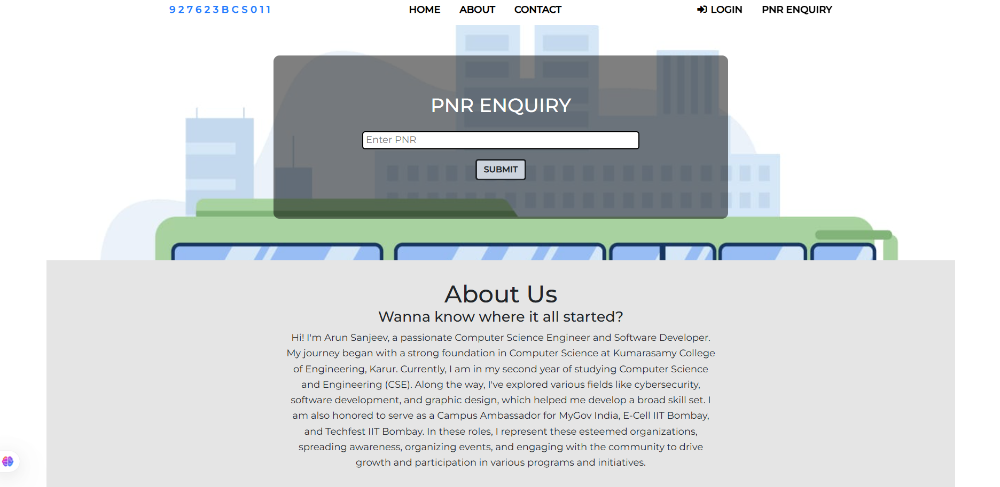 927623BCS011 HOME ABOUT CONTACT LOGIN PNR ENQUIRY
PNR ENQUIRY
Enter PNR
SUBMIT
About Us
Wanna know where it all started?
Hi! I'm Arun Sanjeev, a passionate Computer Science Engineer and Software Developer.
My journey began with a strong foundation in Computer Science at Kumarasamy College
of Engineering, Karur. Currently, I am in my second year of studying Computer Science
and Engineering (CSE). Along the way, I've explored various fields like cybersecurity,
software development, and graphic design, which helped me develop a broad skill set. I
am also honored to serve as a Campus Ambassador for MyGov India, E-Cell IIT Bombay,
and Techfest IIT Bombay. In these roles, I represent these esteemed organizations,
spreading awareness, organizing events, and engaging with the community to drive
growth and participation in various programs and initiatives.